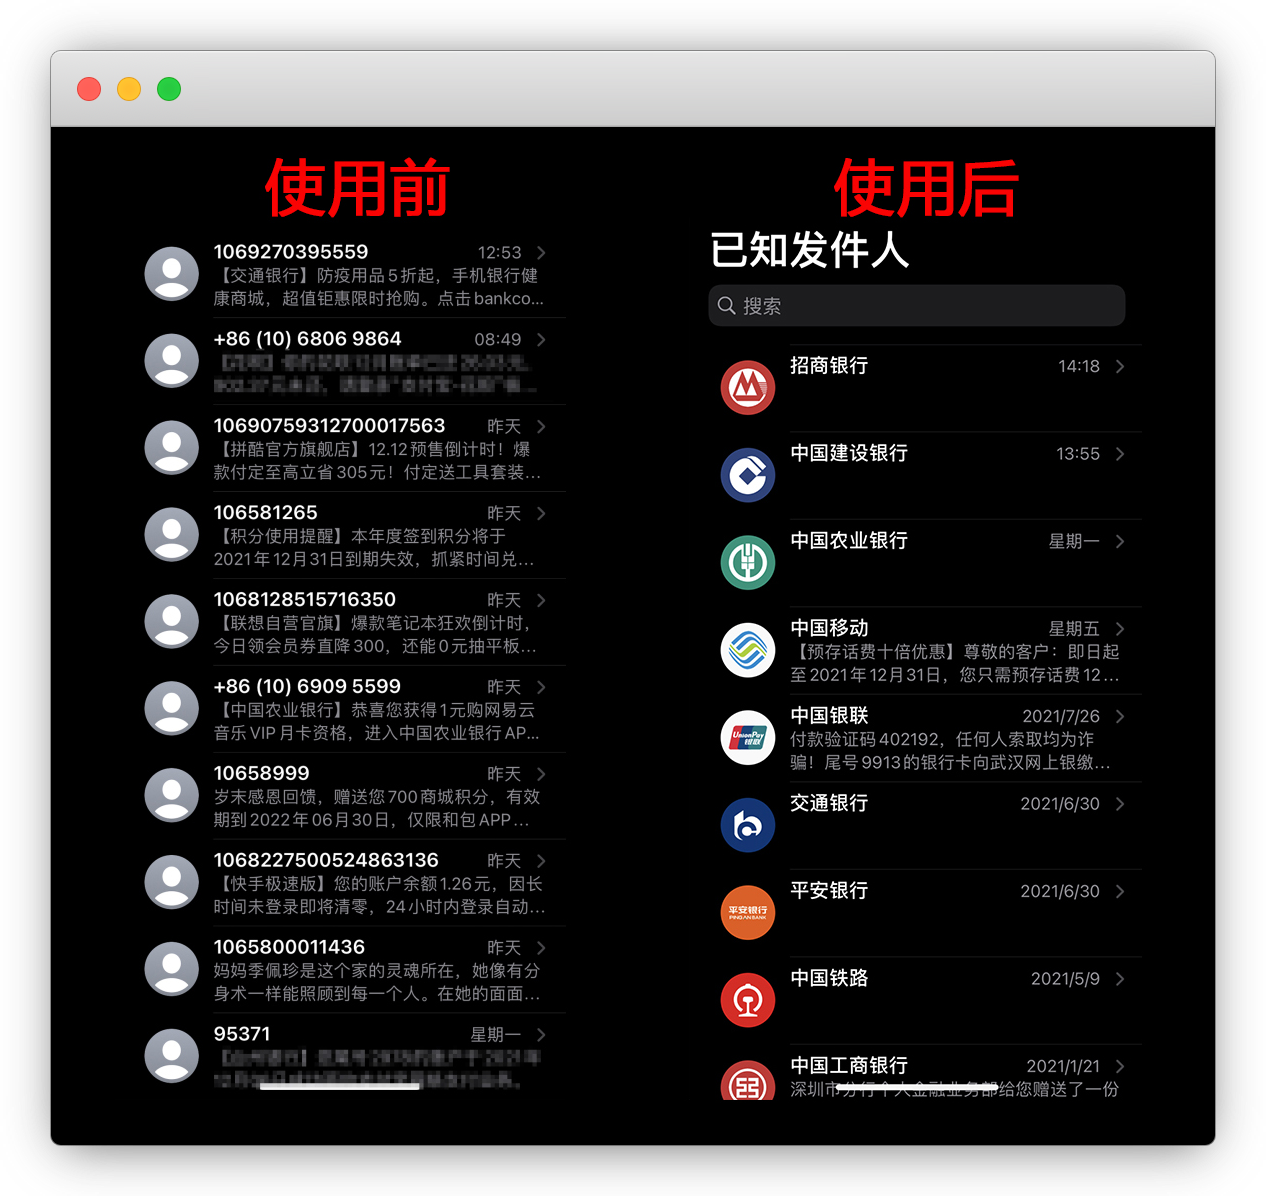 使用前
1069270395559 12:53
【交通银行】防疫用品5折起，手机银行健
康商城，超值钜惠限时抢购。点击bankco...
+86 (10) 6806 9864 08:49
10690759312700017563 昨天
【拼酷官方旗舰店】12.12预售倒计时！爆
款付定至高立省305元！付定送工具套装...
106581265 昨天
【积分使用提醒】本年度签到积分将于
2021年12月31日到期失效，抓紧时间兑...
1068128515716350 昨天
【联想自营官旗】爆款笔记本狂欢倒计时，
今日领会员券直降300，还能0元抽平板...
+86 (10) 6909 5599 昨天
【中国农业银行】恭喜您获得1元购网易云
音乐VIP月卡资格，进入中国农业银行AP...
10658999 昨天
岁末感恩回馈，赠送您700商城积分，有效
期到2022年06月30日，仅限和包APP...
1068227500524863136 昨天
【快手极速版】您的账户余额1.26元，因长
时间未登录即将清零，24小时内登录自动...
1065800011436 昨天
妈妈季佩珍是这个家的灵魂所在，她像有分
身术一样能照顾到每一个人。在她的面面...
95371 星期一
使用后
已知发件人
搜索
招商银行 14:18
中国建设银行 13:55
中国农业银行 星期一
中国移动 星期五
【预存话费十倍优惠】尊敬的客户：即日起
至2021年12月31日，您只需预存话费12...
UnionPay
银联
中国银联 2021/7/26
付款验证码402192，任何人索取均为诈
骗！尾号9913的银行卡向武汉网上银缴...
交通银行 2021/6/30
平安银行
PINGAN BANK
平安银行 2021/6/30
中国铁路 2021/5/9
中国工商银行 2021/1/21
深圳市分行个人金融业务部给您赠送了一份